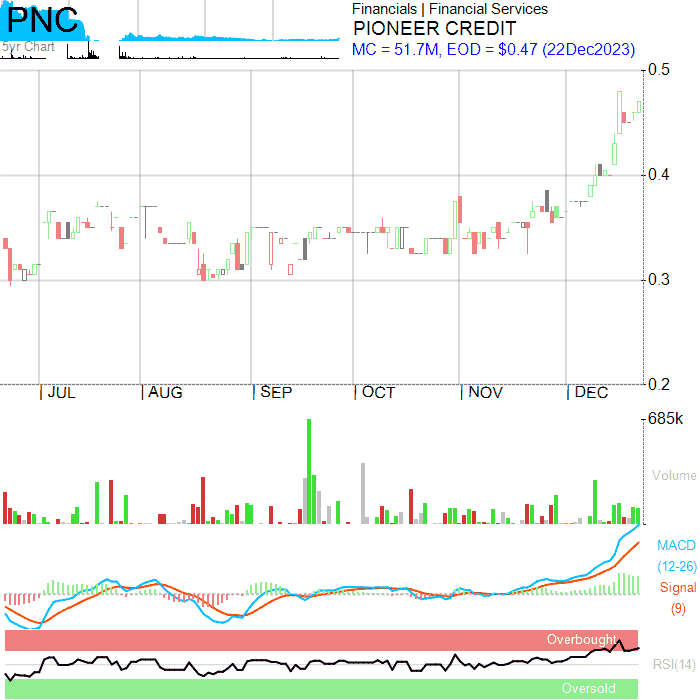 PNC
5yr Chart
Financials | Financial Services
PIONEER CREDIT
MC = 51.7M, EOD = $0.47 (22Dec2023)
0.5
0.4
0.3
0.2
| JUL | AUG | SEP | OCT | NOV | DEC
685k
Volume
MACD
(12-26)
Signal
(9)
Overbought
RSI(14)
Oversold